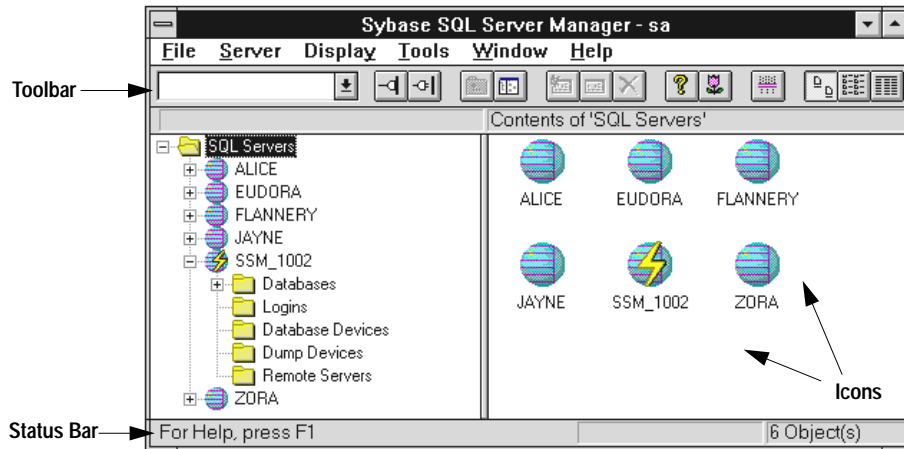 Sybase SQL Server Manager - sa
File Server Display Tools Window Help
Toolbar
Contents of 'SQL Servers'
SQL Servers
ALICE
EUDORA
FLANNERY
JAYNE
SSM_1002
Databases
Logins
Database Devices
Dump Devices
Remote Servers
ZORA
ALICE EUDORA FLANNERY
JAYNE SSM_1002 ZORA
Icons
Status Bar
For Help, press F1
6 Object(s)